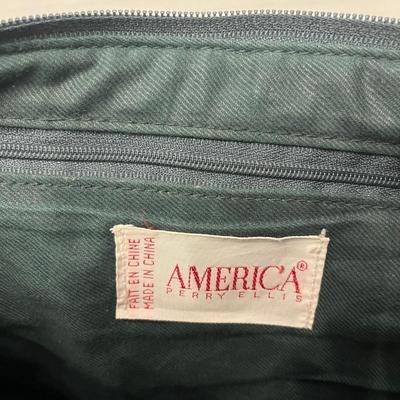 FAIT EN CHINE
MADE IN CHINA
AMERICA®
PERRY ELLIS